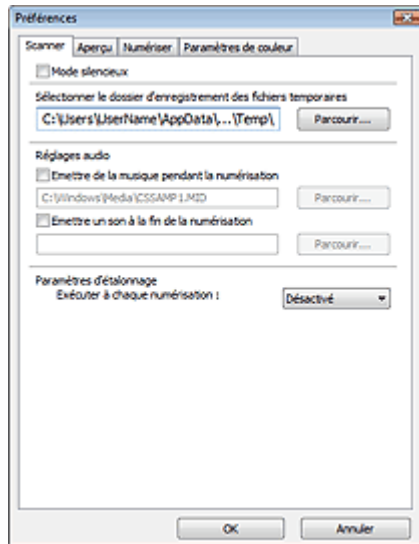 Préférences
Scanner Aperçu Numériser Paramètres de couleur
Mode silencieux
Sélectionner le dossier d'enregistrement des fichiers temporaires
C:\Users\UserName\AppData\...\Temp\ Parcourir....
Réglages audio
Emettre de la musique pendant la numérisation
C:\Windows\Media\CSSAMP1.MID Parcourir....
Emettre un son à la fin de la numérisation
Parcourir....
Paramètres d'étalonnage
Exécuter à chaque numérisation : Désactivé
OK Annuler